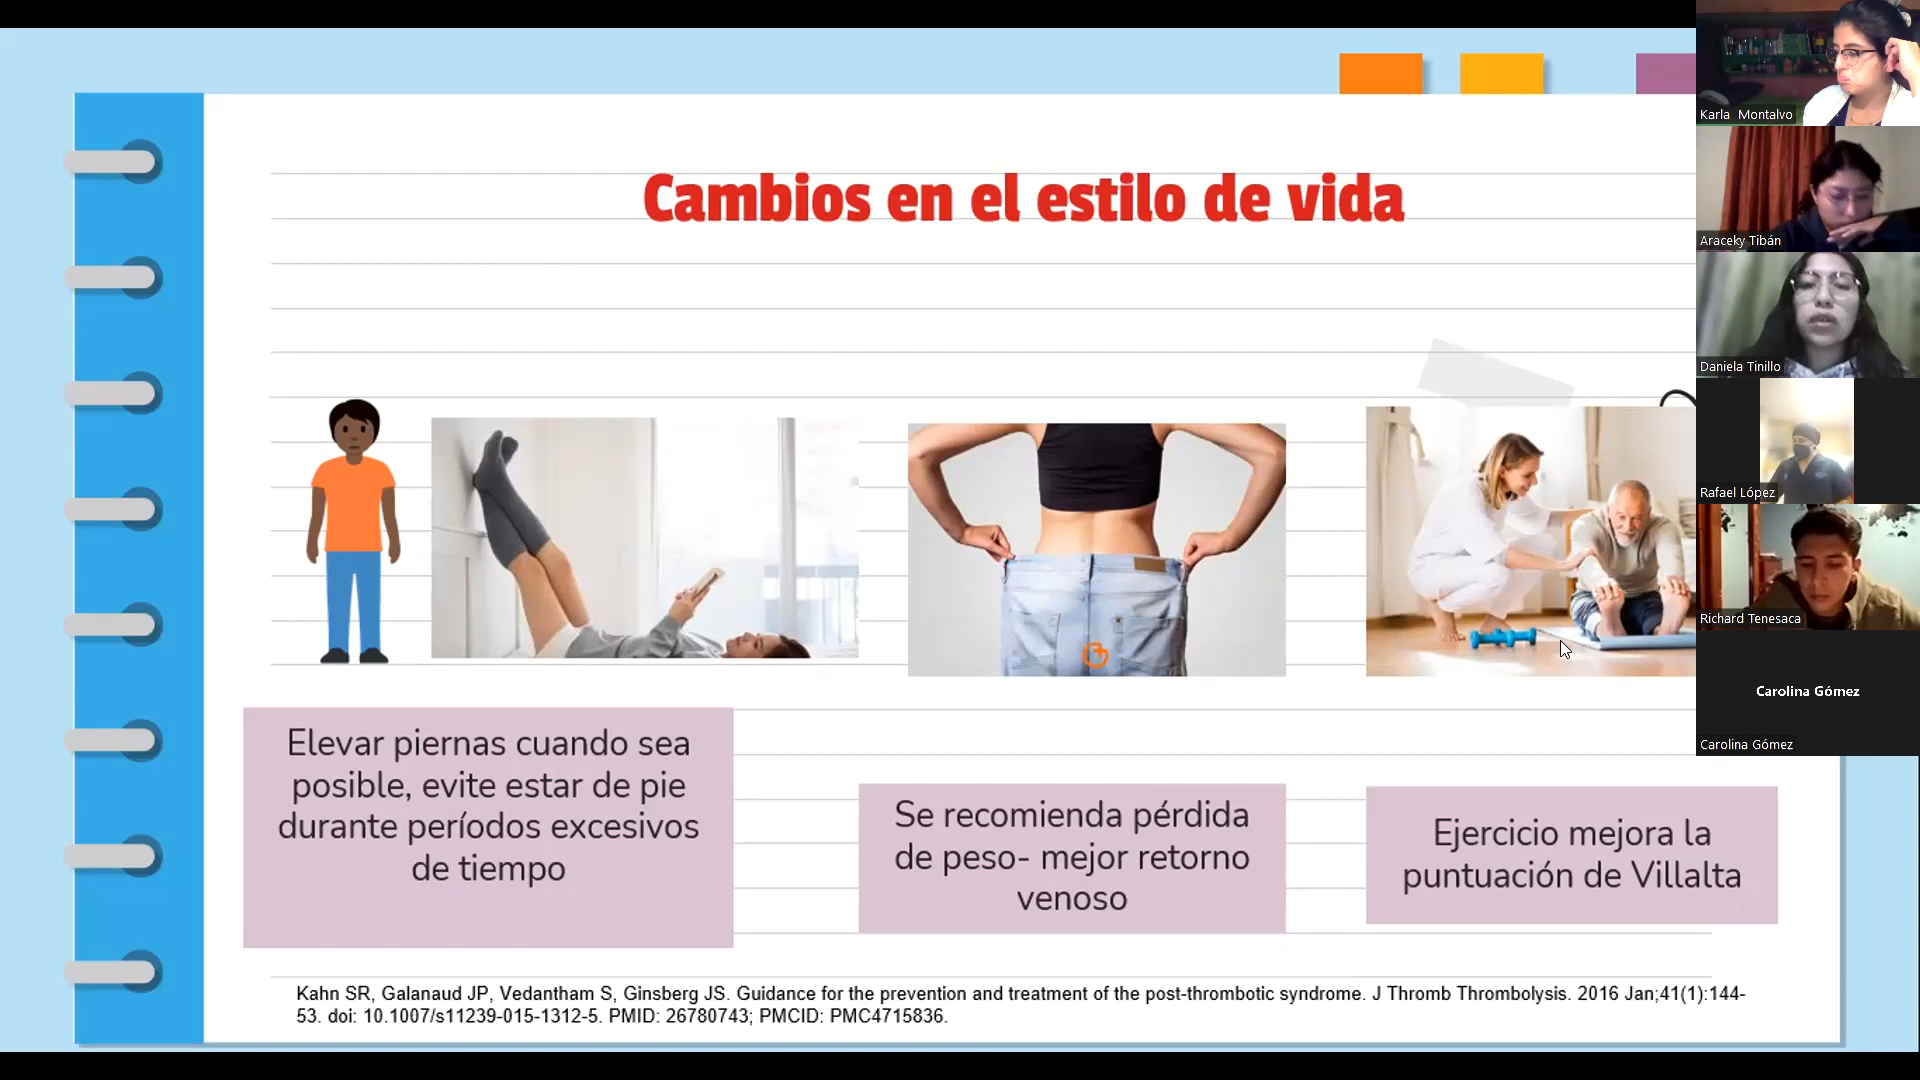 Cambios en el estilo de vida
Elevar piernas cuando sea
posible, evite estar de pie
durante períodos excesivos
de tiempo
Se recomienda pérdida
de peso- mejor retorno
venoso
Ejercicio mejora la
puntuación de Villalta
Kahn SR, Galanaud JP, Vedantham S, Ginsberg JS. Guidance for the prevention and treatment of the post-thrombotic syndrome. J Thromb Thrombolysis. 2016 Jan;41(1):144-
53. doi: 10.1007/s11239-015-1312-5. PMID: 26780743; PMCID: PMC4715836.
Karla Montalvo
Araceky Tibán
Daniela Tinillo
Rafael López
Richard Tenesaca
Carolina Gómez
Carolina Gómez